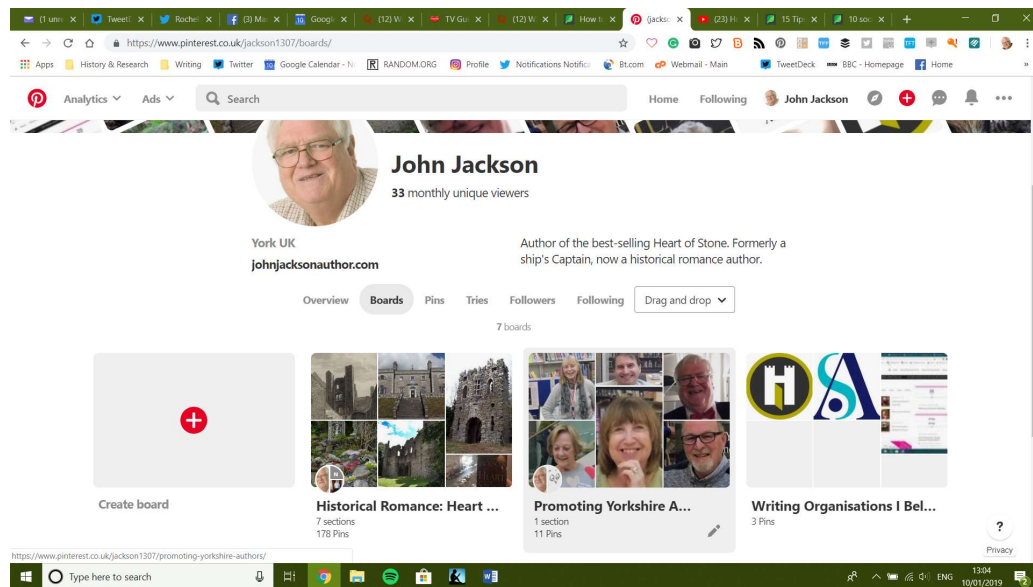 (1 unre
TweetD
Rochel
(3) Ma
Googl
(12) W
TV Gui
(12) W
How t
(jackso
(23) H
15 Tip
10 soc
https://www.pinterest.co.uk/jackson1307/boards/
Apps History & Research Writing Twitter Google Calendar - N RANDOM.ORG Profile Notifications Notific Bt.com Webmail - Main TweetDeck BBC - Homepage Home
Analytics Ads Search Home Following John Jackson
John Jackson
33 monthly unique viewers
York UK
johnjacksonauthor.com
Author of the best-selling Heart of Stone. Formerly a
ship's Captain, now a historical romance author.
Overview Boards Pins Tries Followers Following Drag and drop
7 boards
Create board
Historical Romance: Heart ...
7 sections
178 Pins
Promoting Yorkshire A...
1 section
11 Pins
Writing Organisations I Bel...
3 Pins
?
Privacy
https://www.pinterest.co.uk/jackson1307/promoting-yorkshire-authors/
Type here to search
ENG
13:04
10/01/2019